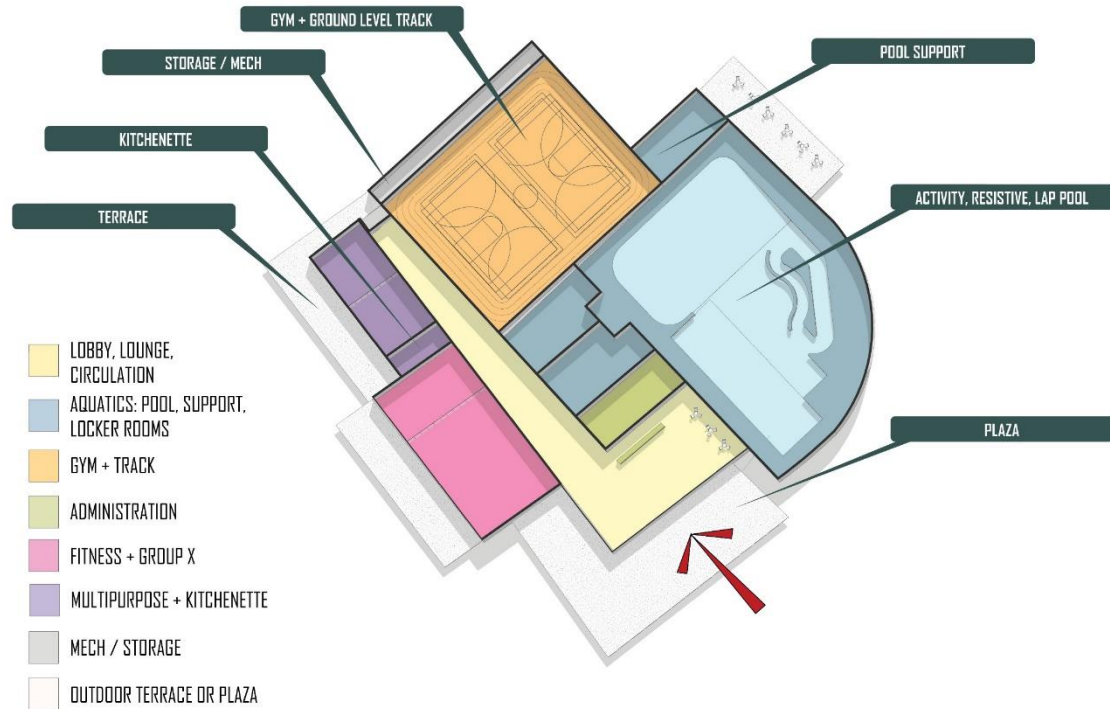 GYM + GROUND LEVEL TRACK
STORAGE / MECH
POOL SUPPORT
KITCHENETTE
ACTIVITY, RESISTIVE, LAP POOL
TERRACE
LOBBY, LOUNGE,
CIRCULATION
AQUATICS: POOL, SUPPORT,
LOCKER ROOMS
PLAZA
GYM + TRACK
ADMINISTRATION
FITNESS + GROUP X
MULTIPURPOSE + KITCHENETTE
MECH / STORAGE
OUTDOOR TERRACE OR PLAZA